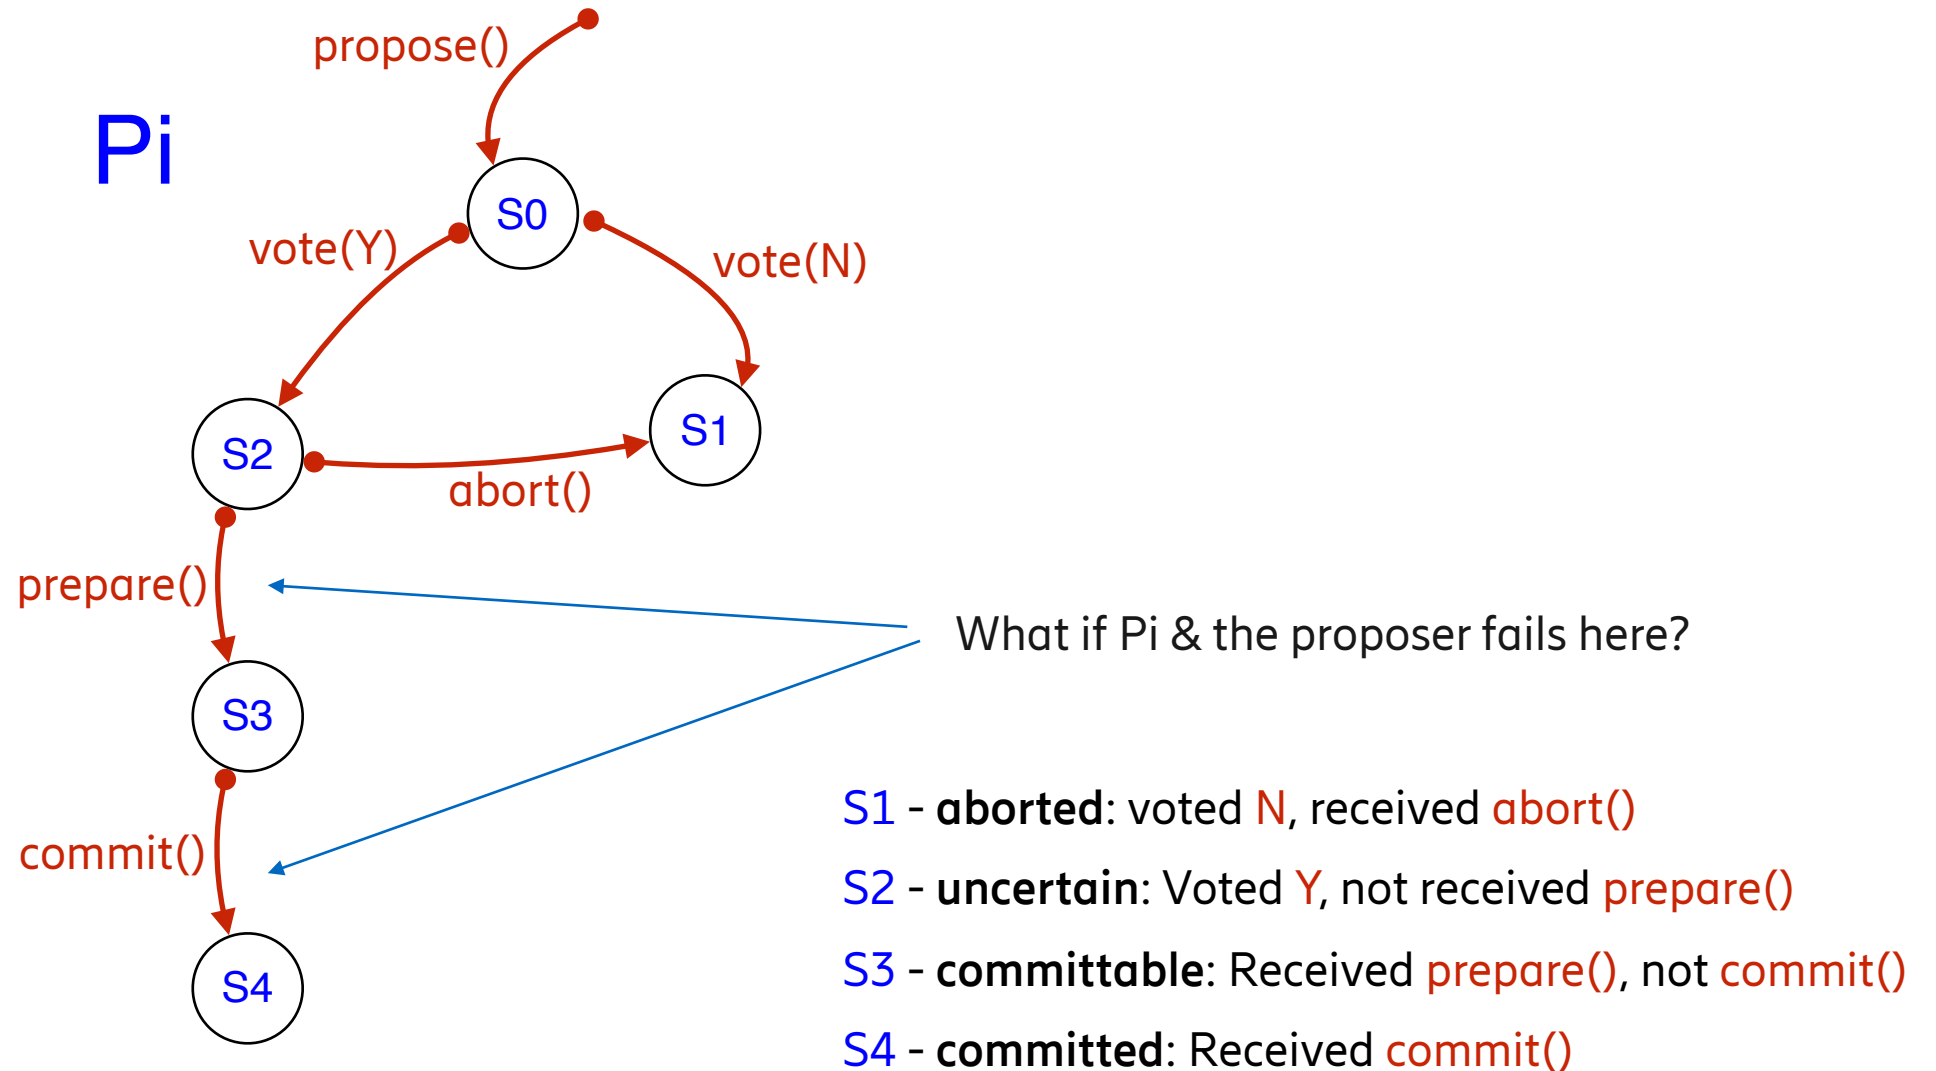 propose()
Pi
S0
vote(Y)
vote(N)
S2
S1
abort()
prepare()
What if Pi & the proposer fails here?
S3
S1 - aborted: voted N, received abort()
commit()
S2 - uncertain: Voted Y, not received prepare()
S3 - committable: Received prepare(), not commit()
S4
S4 - committed: Received commit()